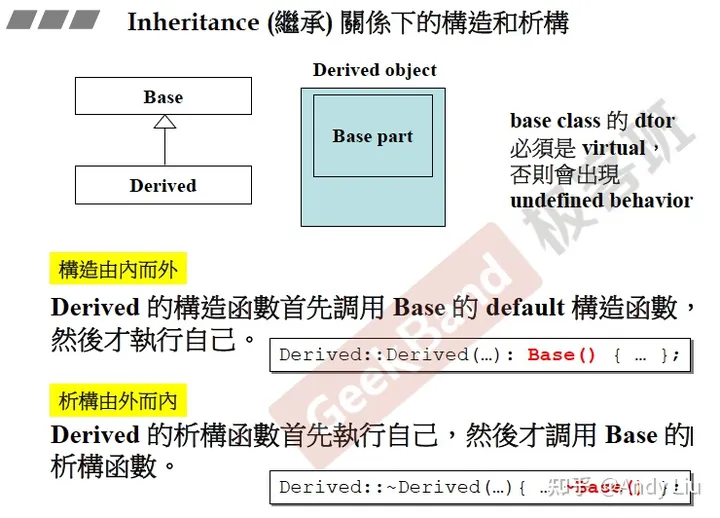 Inheritance (繼承) 關係下的構造和析構
Derived object
Base
Base part
Derived
base class 的 dtor
必須是 virtual，
否則會出現
undefined behavior
構造由內而外
Derived 的構造函數首先調用 Base 的 default 構造函數，
然後才執行自己。
Derived::Derived(…): Base() { … };
析構由外而內
Derived 的析構函數首先執行自己，然後才調用 Base 的
析構函數。
Derived::~Derived(…){ … ~Base() };
GeekBand 极客班
知乎 @Andy Liu